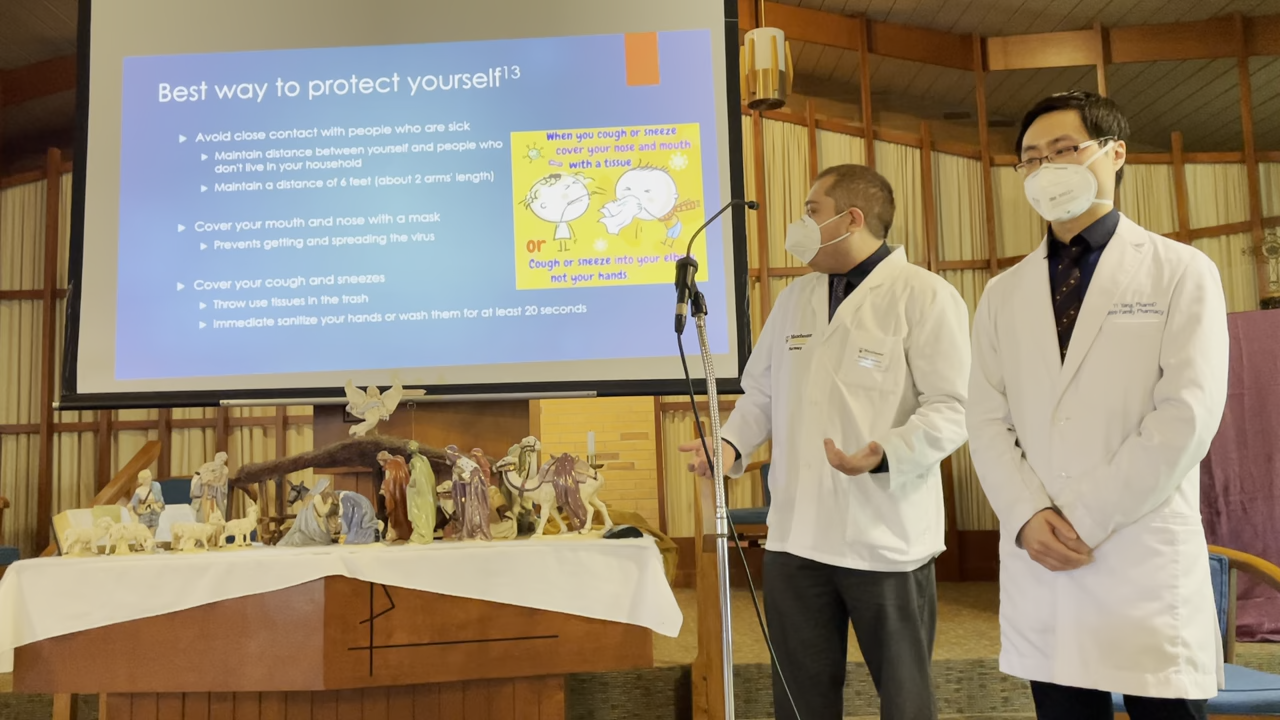 Best way to protect yourself13
Avoid close contact with people who are sick
Maintain distance between yourself and people who
don't live in your household
Maintain a distance of 6 feet (about 2 arms' length)
Cover your mouth and nose with a mask
Prevents getting and spreading the virus
Cover your cough and sneezes
Throw use tissues in the trash
Immediate sanitize your hands or wash them for at least 20 seconds
When you cough or sneeze
cover your nose and mouth
with a tissue
or
Cough or sneeze into your elbow
not your hands.
Yang, PharmD
Family Pharmacy